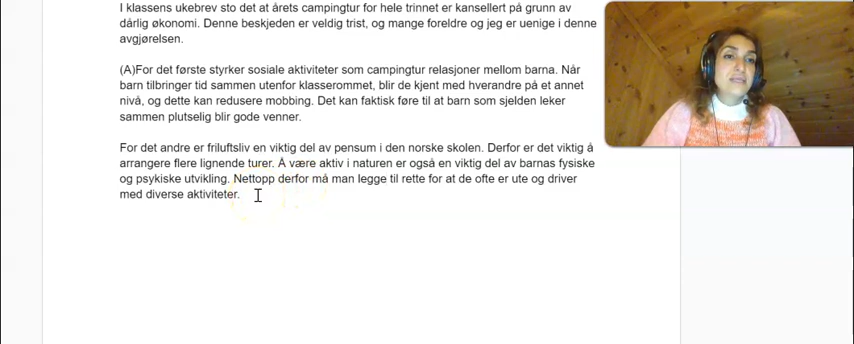 I klassens ukebrev sto det at årets campingtur for hele trinnet er kansellert på grunn av
dårlig økonomi. Denne beskjeden er veldig trist, og mange foreldre og jeg er uenige i denne
avgjørelsen.
(A)For det første styrker sosiale aktiviteter som campingtur relasjoner mellom barna. Når
barn tilbringer tid sammen utenfor klasserommet, blir de kjent med hverandre på et annet
nivå, og dette kan redusere mobbing. Det kan faktisk føre til at barn som sjelden leker
sammen plutselig blir gode venner.
For det andre er friluftsliv en viktig del av pensum i den norske skolen. Derfor er det viktig å
arrangere flere lignende turer. Å være aktiv i naturen er også en viktig del av barnas fysiske
og psykiske utvikling. Nettopp derfor må man legge til rette for at de ofte er ute og driver
med diverse aktiviteter.